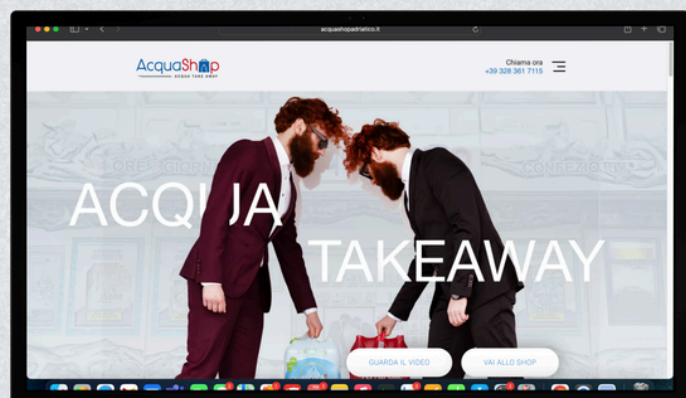 acquashopadriatico.it
AcquaShop
ACQUA TAKE AWAY
Chiama ora
+39 328 361 7115
ACQUA
TAKEAWAY
GUARDA IL VIDEO
VAI ALLO SHOP